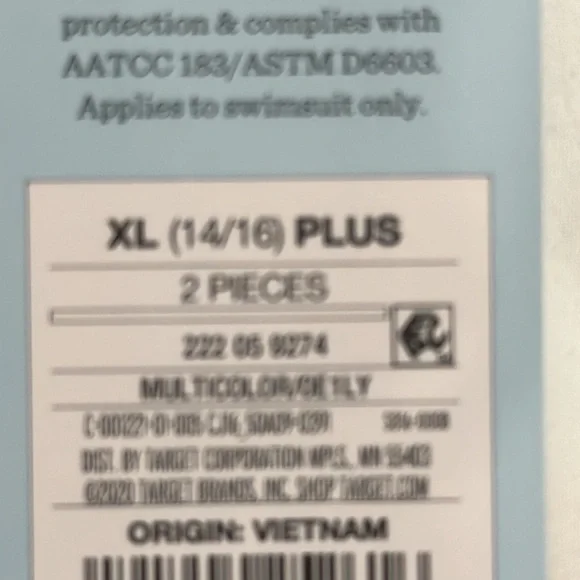 protection & complies with
AATCC 183/ASTM D6603.
Applies to swimsuit only.
XL (14/16) PLUS
2 PIECES
222 05 9274
DIST. BY TARGET CORPORATION MPLS., MN 55403
©2020 TARGET BRANDS, INC. SHOP TARGET.COM
ORIGIN: VIETNAM